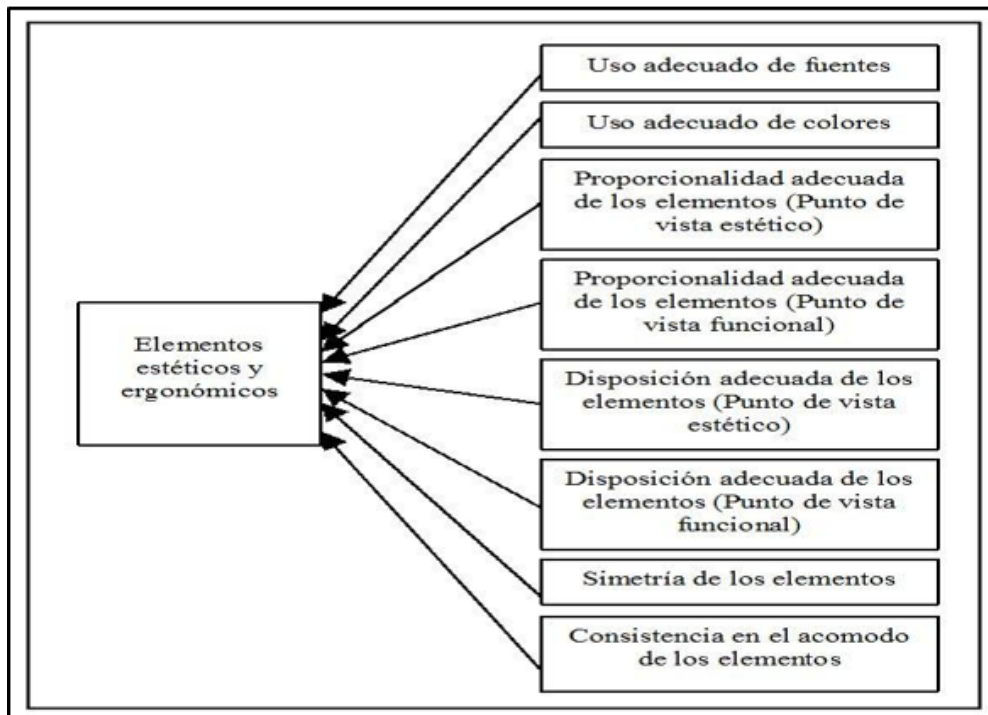 Elementos
estéticos y
ergonómicos
Uso adecuado de fuentes
Uso adecuado de colores
Proporcionalidad adecuada
de los elementos (Punto de
vista estético)
Proporcionalidad adecuada
de los elementos (Punto de
vista funcional)
Disposición adecuada de los
elementos (Punto de vista
estético)
Disposición adecuada de los
elementos (Punto de vista
funcional)
Simetría de los elementos
Consistencia en el acomodo
de los elementos